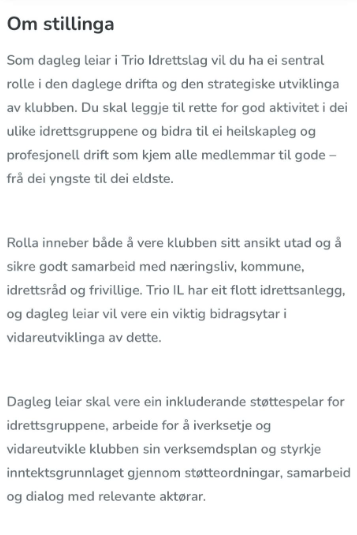 Om stillinga
Som dagleg leiar i Trio Idrettslag vil du ha ei sentral
rolle i den daglege drifta og den strategiske utviklinga
av klubben. Du skal leggje til rette for god aktivitet i dei
ulike idrettsgruppene og bidra til ei heilskapleg og
profesjonell drift som kjem alle medlemmar til gode –
frå dei yngste til dei eldste.
Rolla inneber både å vere klubben sitt ansikt utad og å
sikre godt samarbeid med næringsliv, kommune,
idrettsråd og frivillige. Trio IL har eit flott idrettsanlegg,
og dagleg leiar vil vere ein viktig bidragsytar i
vidareutviklinga av dette.
Dagleg leiar skal vere ein inkluderande støttespelar for
idrettsgruppene, arbeide for å iverksetje og
vidareutvikle klubben sin verksemdsplan og styrkje
inntektsgrunnlaget gjennom støtteordningar, samarbeid
og dialog med relevante aktørar.